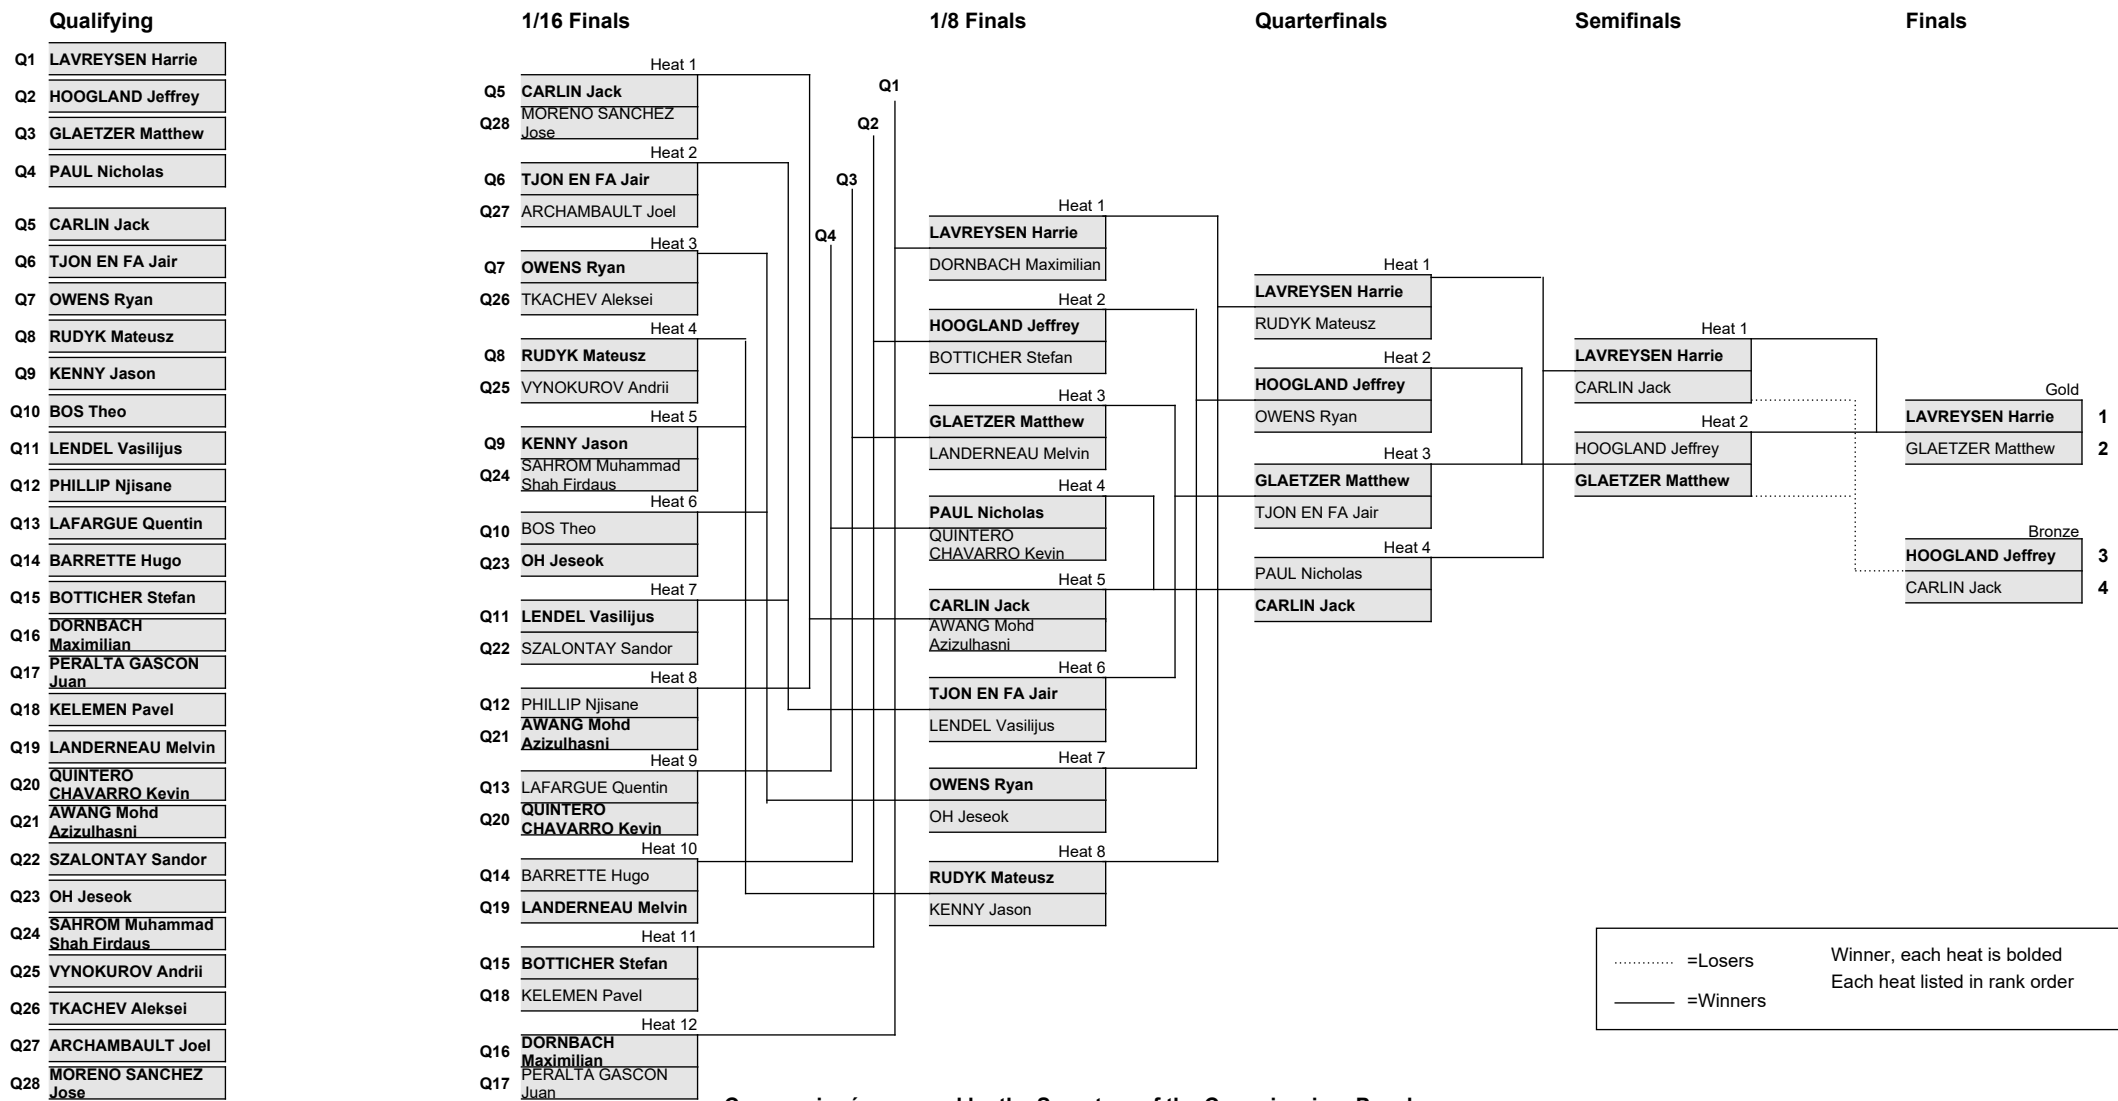 Qualifying
Q1 LAVREYSEN Harrie
Q2 HOOGLAND Jeffrey
Q3 GLAETZER Matthew
Q4 PAUL Nicholas
Q5 CARLIN Jack
Q6 TJON EN FA Jair
Q7 OWENS Ryan
Q8 RUDYK Mateusz
Q9 KENNY Jason
Q10 BOS Theo
Q11 LENDEL Vasilijus
Q12 PHILLIP Njisane
Q13 LAFARGUE Quentin
Q14 BARRETTE Hugo
Q15 BOTTICHER Stefan
Q16 DORNBACH
Maximilian
Q17 PERALTA GASCON
Juan
Q18 KELEMEN Pavel
Q19 LANDERNEAU Melvin
Q20 QUINTERO
CHAVARRO Kevin
Q21 AWANG Mohd
Azizulhasni
Q22 SZALONTAY Sandor
Q23 OH Jeseok
Q24 SAHROM Muhammad
Shah Firdaus
Q25 VYNOKUROV Andrii
Q26 TKACHEV Aleksei
Q27 ARCHAMBAULT Joel
Q28 MORENO SANCHEZ
Jose
1/16 Finals
Heat 1
Q5 CARLIN Jack
Q28 MORENO SANCHEZ
Jose
Heat 2
Q6 TJON EN FA Jair
Q27 ARCHAMBAULT Joel
Heat 3
Q7 OWENS Ryan
Q26 TKACHEV Aleksei
Heat 4
Q8 RUDYK Mateusz
Q25 VYNOKUROV Andrii
Heat 5
Q9 KENNY Jason
Q24 SAHROM Muhammad
Shah Firdaus
Heat 6
Q10 BOS Theo
Q23 OH Jeseok
Heat 7
Q11 LENDEL Vasilijus
Q22 SZALONTAY Sandor
Heat 8
Q12 PHILLIP Njisane
Q21 AWANG Mohd
Azizulhasni
Heat 9
Q13 LAFARGUE Quentin
Q20 QUINTERO
CHAVARRO Kevin
Heat 10
Q14 BARRETTE Hugo
Q19 LANDERNEAU Melvin
Heat 11
Q15 BOTTICHER Stefan
Q18 KELEMEN Pavel
Heat 12
Q16 DORNBACH
Maximilian
Q17 PERALTA GASCON
Juan
1/8 Finals
Q1
Q2
Q3
Q4
Heat 1
LAVREYSEN Harrie
DORNBACH Maximilian
Heat 2
HOOGLAND Jeffrey
BOTTICHER Stefan
Heat 3
GLAETZER Matthew
LANDERNEAU Melvin
Heat 4
PAUL Nicholas
QUINTERO
CHAVARRO Kevin
Heat 5
CARLIN Jack
AWANG Mohd
Azizulhasni
Heat 6
TJON EN FA Jair
LENDEL Vasilijus
Heat 7
OWENS Ryan
OH Jeseok
Heat 8
RUDYK Mateusz
KENNY Jason
Quarterfinals
Heat 1
LAVREYSEN Harrie
RUDYK Mateusz
Heat 2
HOOGLAND Jeffrey
OWENS Ryan
Heat 3
GLAETZER Matthew
TJON EN FA Jair
Heat 4
PAUL Nicholas
CARLIN Jack
Semifinals
Heat 1
LAVREYSEN Harrie
CARLIN Jack
Heat 2
HOOGLAND Jeffrey
GLAETZER Matthew
Finals
Gold
LAVREYSEN Harrie 1
GLAETZER Matthew 2
Bronze
HOOGLAND Jeffrey 3
CARLIN Jack 4
=Losers
=Winners
Winner, each heat is bolded
Each heat listed in rank order